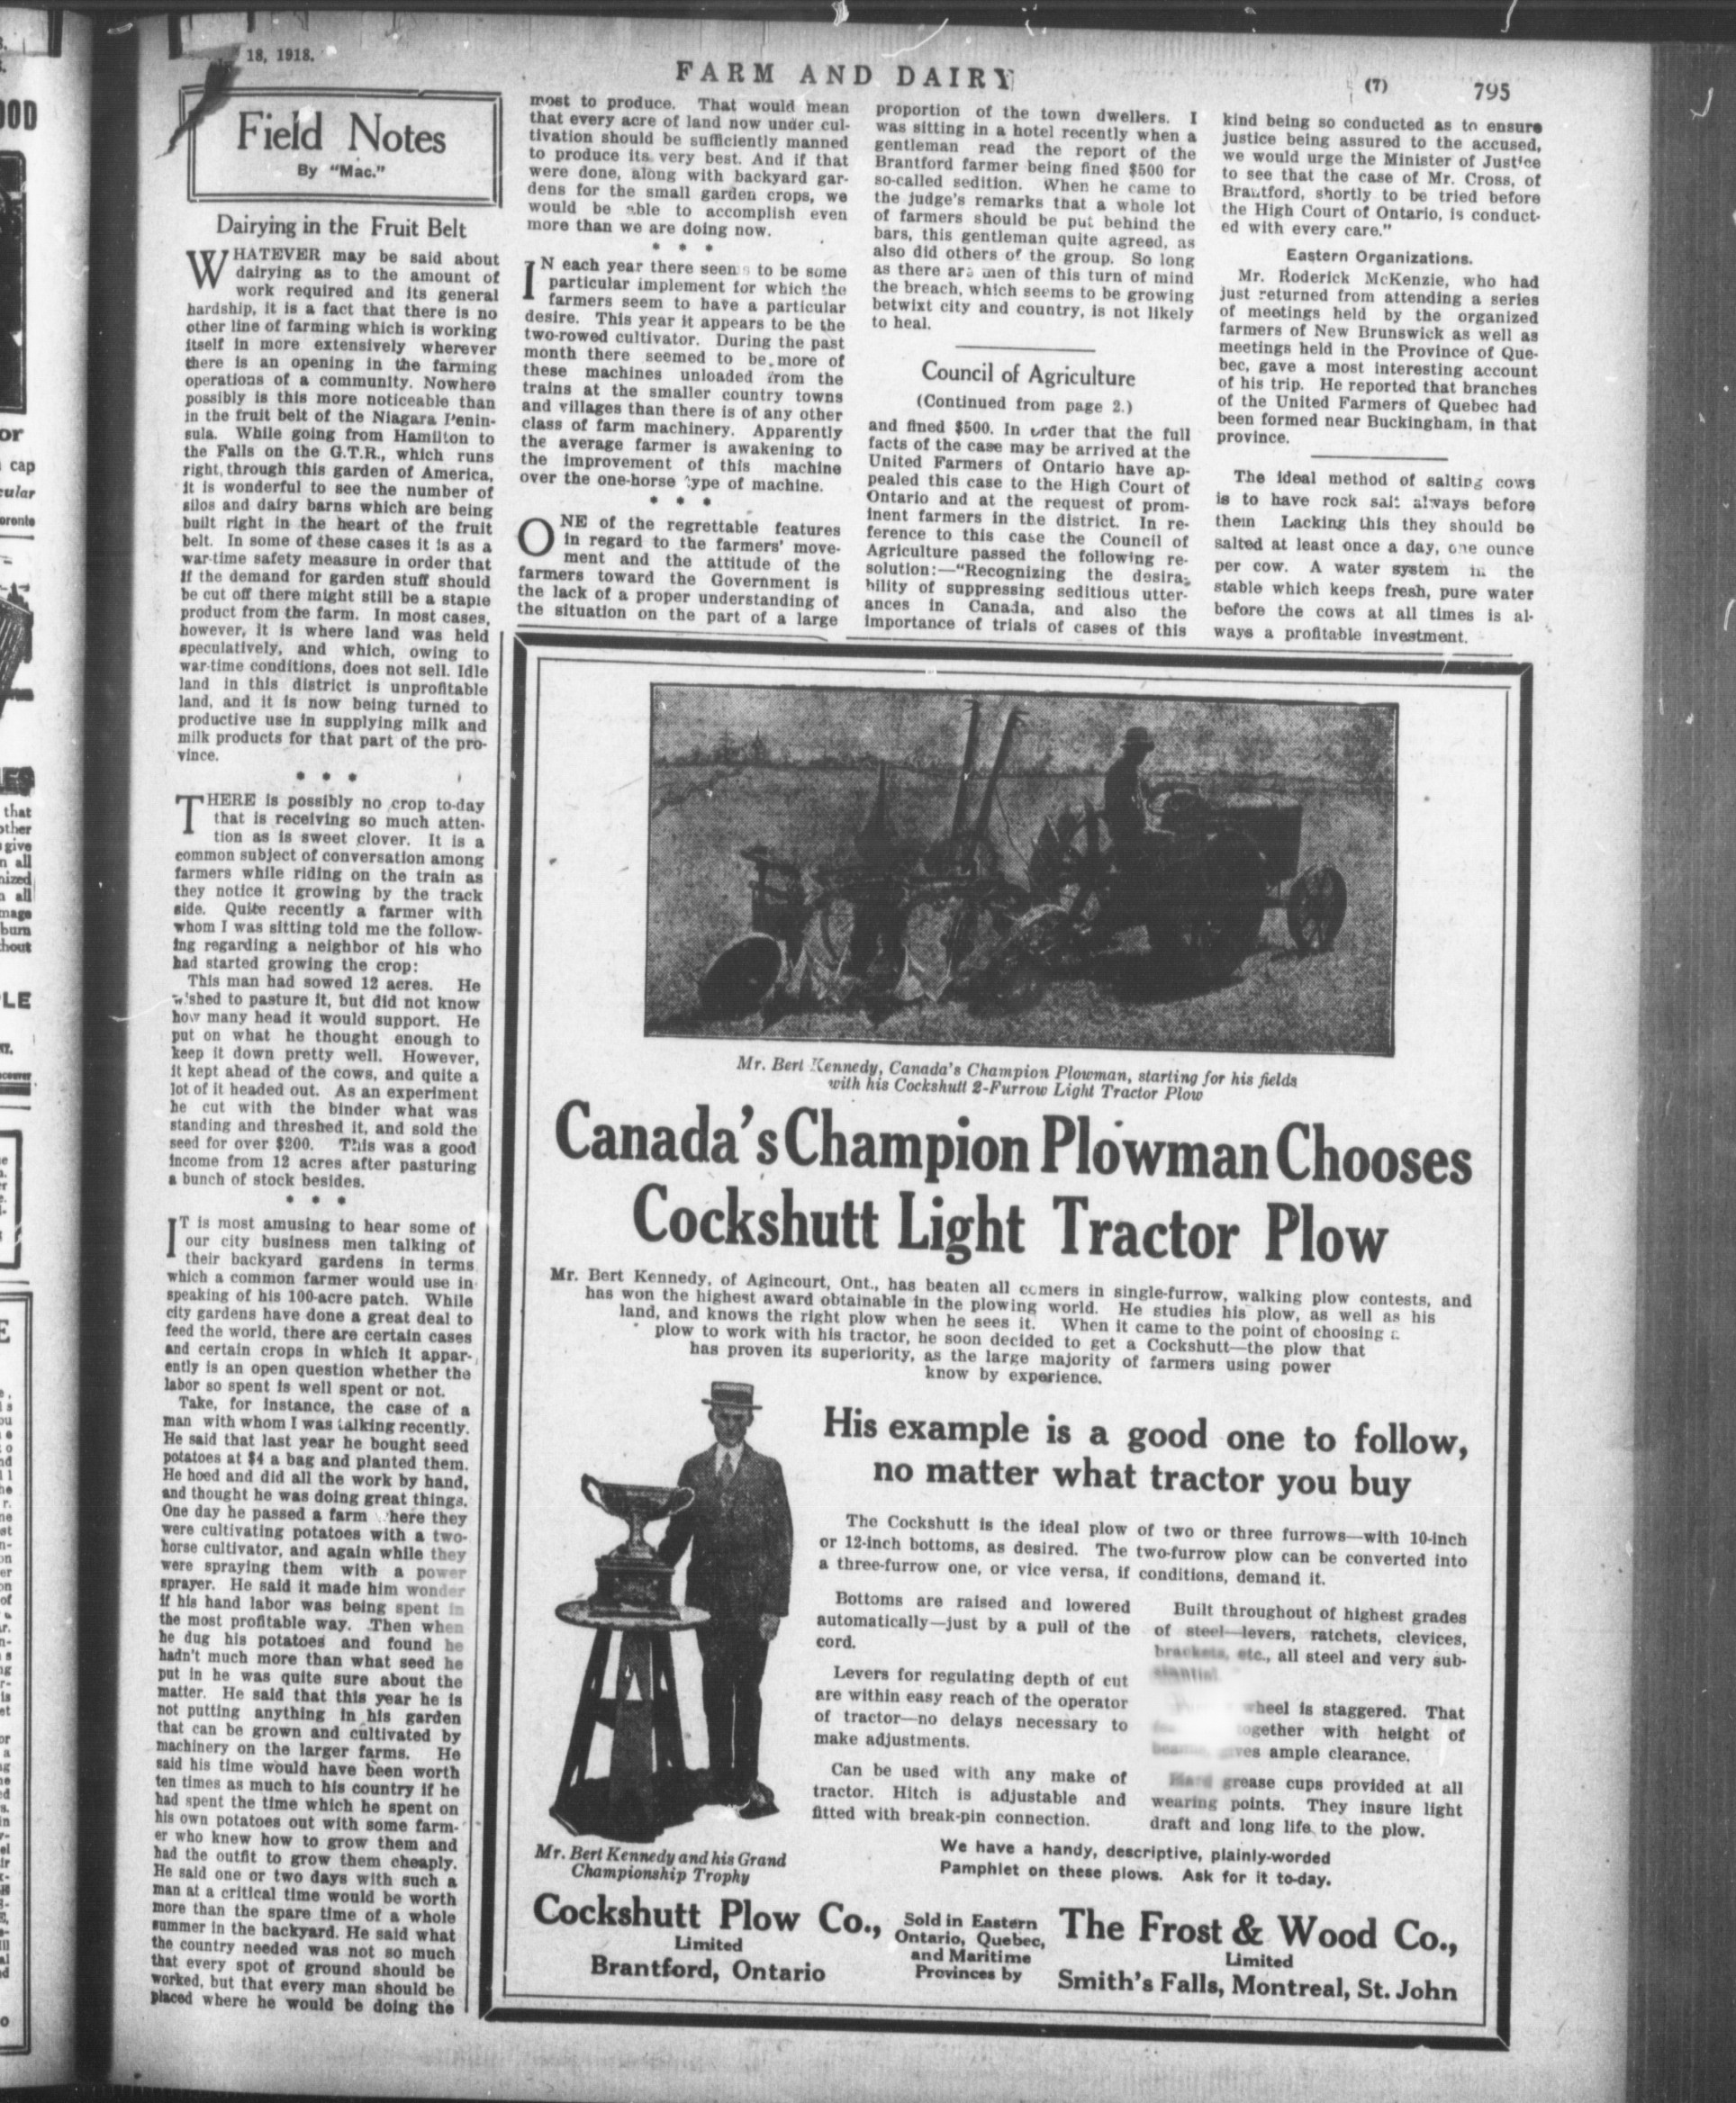 18, 1918.
FARM AND DAIRY
(7)
795
Field Notes
By "Mac."
Dairying in the Fruit Belt
WHATEVER may be said about
dairying as to the amount of
work required and its general
hardship, it is a fact that there is no
other line of farming which is working
itself in more extensively wherever
there is an opening in the farming
operations of a community. Nowhere
possibly is this more noticeable than
in the fruit belt of the Niagara Penin-
sula. While going from Hamilton to
the Falls on the G.T.R., which runs
right through this garden of America,
it is wonderful to see the number of
silos and dairy barns which are being
built right in the heart of the fruit
belt. In some of these cases it is as a
war-time safety measure in order that
if the demand for garden stuff should
be cut off there might still be a staple
product from the farm. In most cases,
however, it is where land was held
speculatively, and which, owing to
war-time conditions, does not sell. Idle
land in this district is unprofitable
land, and it is now being turned to
productive use in supplying milk and
milk products for that part of the pro-
vince.
* * *
THERE is possibly no crop to-day
that is receiving so much atten-
tion as is sweet clover. It is a
common subject of conversation among
farmers while riding on the train as
they notice it growing by the track
side. Quite recently a farmer with
whom I was sitting told me the follow-
ing regarding a neighbor of his who
had started growing the crop:
This man had sowed 12 acres. He
wished to pasture it, but did not know
how many head it would support. He
put on what he thought enough to
keep it down pretty well. However,
it kept ahead of the cows, and quite a
lot of it headed out. As an experiment
he cut with the binder what was
standing and threshed it, and sold the
seed for over $200. This was a good
income from 12 acres after pasturing
a bunch of stock besides.
* * *
IT is most amusing to hear some of
our city business men talking of
their backyard gardens in terms
which a common farmer would use in
speaking of his 100-acre patch. While
city gardens have done a great deal to
feed the world, there are certain cases
and certain crops in which it appar-
ently is an open question whether the
labor so spent is well spent or not.
Take, for instance, the case of a
man with whom I was talking recently.
He said that last year he bought seed
potatoes at $4 a bag and planted them.
He hoed and did all the work by hand,
and thought he was doing great things.
One day he passed a farm where they
were cultivating potatoes with a two-
horse cultivator, and again while they
were spraying them with a power
sprayer. He said it made him wonder
if his hand labor was being spent in
the most profitable way. Then when
he dug his potatoes and found he
hadn't much more than what seed he
put in he was quite sure about the
matter. He said that this year he is
not putting anything in his garden
that can be grown and cultivated by
machinery on the larger farms. He
said his time would have been worth
ten times as much to his country if he
had spent the time which he spent on
his own potatoes out with some farm-
er who knew how to grow them and
had the outfit to grow them cheaply.
He said one or two days with such a
man at a critical time would be worth
more than the spare time of a whole
summer in the backyard. He said what
the country needed was not so much
that every spot of ground should be
worked, but that every man should be
placed where he would be doing the
most to produce. That would mean
that every acre of land now under cul-
tivation should be sufficiently manned
to produce its very best. And if that
were done, along with backyard gar-
dens for the small garden crops, we
would be able to accomplish even
more than we are doing now.
* * *
IN each year there seems to be some
particular implement for which the
farmers seem to have a particular
desire. This year it appears to be the
two-rowed cultivator. During the past
month there seemed to be more of
these machines unloaded from the
trains at the smaller country towns
and villages than there is of any other
class of farm machinery. Apparently
the average farmer is awakening to
the improvement of this machine
over the one-horse type of machine.
* * *
ONE of the regrettable features
in regard to the farmers' move-
ment and the attitude of the
farmers toward the Government is
the lack of a proper understanding of
the situation on the part of a large
proportion of the town dwellers. I
was sitting in a hotel recently when a
gentleman read the report of the
Brantford farmer being fined $500 for
so-called sedition. When he came to
the judge's remarks that a whole lot
of farmers should be put behind the
bars, this gentleman quite agreed, as
also did others of the group. So long
as there are men of this turn of mind
the breach, which seems to be growing
betwixt city and country, is not likely
to heal.
Council of Agriculture
(Continued from page 2.)
and fined $500. In order that the full
facts of the case may be arrived at the
United Farmers of Ontario have ap-
pealed this case to the High Court of
Ontario and at the request of prom-
inent farmers in the district. In re-
ference to this case the Council of
Agriculture passed the following re-
solution:—"Recognizing the desira-
bility of suppressing seditious utter-
ances in Canada, and also the
importance of trials of cases of this
kind being so conducted as to ensure
justice being assured to the accused,
we would urge the Minister of Justice
to see that the case of Mr. Cross, of
Brantford, shortly to be tried before
the High Court of Ontario, is conduct-
ed with every care."
Eastern Organizations.
Mr. Roderick McKenzie, who had
just returned from attending a series
of meetings held by the organized
farmers of New Brunswick as well as
meetings held in the Province of Que-
bec, gave a most interesting account
of his trip. He reported that branches
of the United Farmers of Quebec had
been formed near Buckingham, in that
province.
The ideal method of salting cows
is to have rock salt always before
them Lacking this they should be
salted at least once a day, one ounce
per cow. A water system in the
stable which keeps fresh, pure water
before the cows at all times is al-
ways a profitable investment.
Mr. Bert Kennedy, Canada's Champion Plowman, starting for his fields
with his Cockshutt 2-Furrow Light Tractor Plow
Canada's Champion Plowman Chooses
Cockshutt Light Tractor Plow
Mr. Bert Kennedy, of Agincourt, Ont., has beaten all comers in single-furrow, walking plow contests, and
has won the highest award obtainable in the plowing world. He studies his plow, as well as his
land, and knows the right plow when he sees it. When it came to the point of choosing a
plow to work with his tractor, he soon decided to get a Cockshutt—the plow that
has proven its superiority, as the large majority of farmers using power
know by experience.
His example is a good one to follow,
no matter what tractor you buy
The Cockshutt is the ideal plow of two or three furrows—with 10-inch
or 12-inch bottoms, as desired. The two-furrow plow can be converted into
a three-furrow one, or vice versa, if conditions, demand it.
Bottoms are raised and lowered
automatically—just by a pull of the
cord.
Levers for regulating depth of cut
are within easy reach of the operator
of tractor—no delays necessary to
make adjustments.
Can be used with any make of
tractor. Hitch is adjustable and
fitted with break-pin connection.
Built throughout of highest grades
of steel—levers, ratchets, clevices,
brackets, etc., all steel and very sub-
stantial.
wheel is staggered. That
together with height of
beams, gives ample clearance.
Hard grease cups provided at all
wearing points. They insure light
draft and long life to the plow.
We have a handy, descriptive, plainly-worded
Pamphlet on these plows. Ask for it to-day.
Mr. Bert Kennedy and his Grand
Championship Trophy
Cockshutt Plow Co.,
Limited
Brantford, Ontario
Sold in Eastern
Ontario, Quebec,
and Maritime
Provinces by
The Frost & Wood Co.,
Limited
Smith's Falls, Montreal, St. John